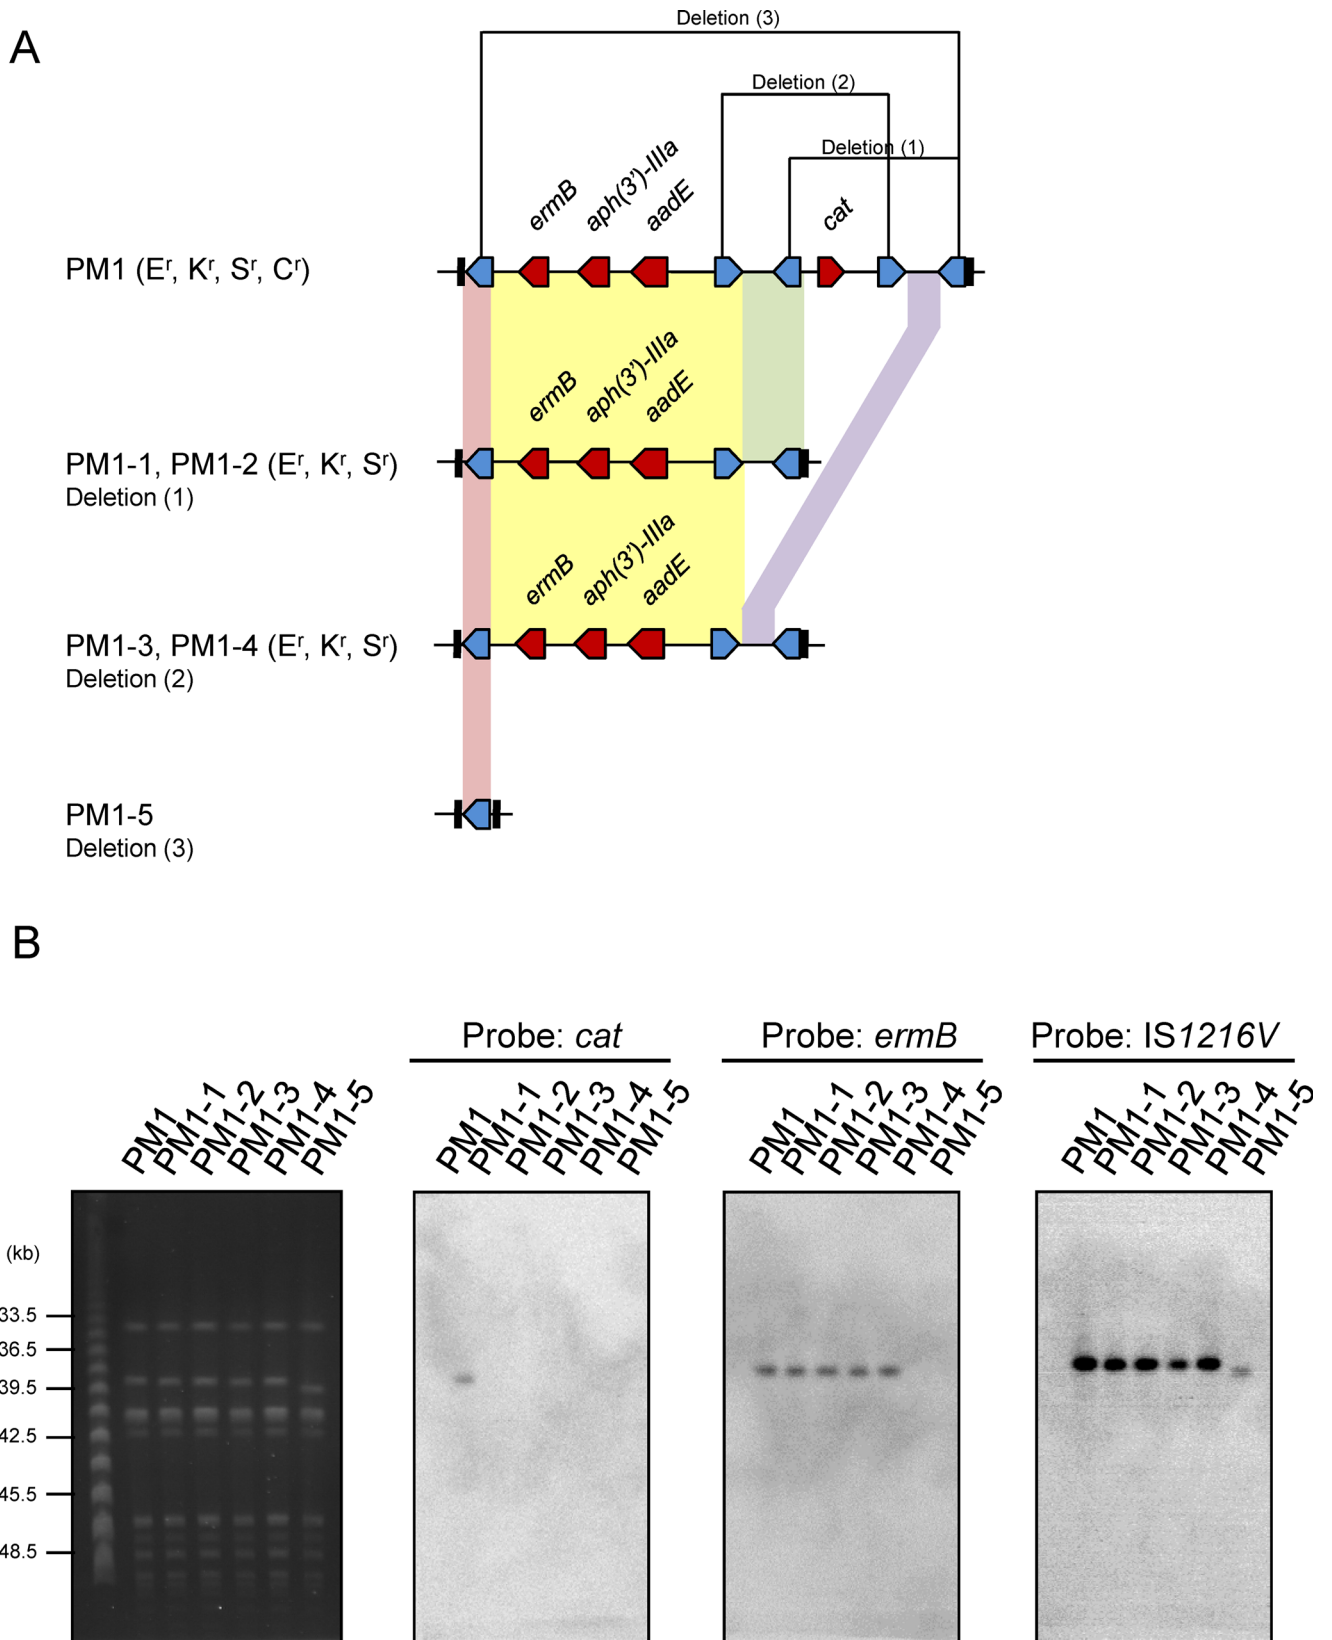 A
Deletion (3)
Deletion (2)
Deletion (1)
ermB
aph(3')-IIIa
aadE
cat
PM1 (Er, Kr, Sr, Cr)
ermB
aph(3')-IIIa
aadE
PM1-1, PM1-2 (Er, Kr, Sr)
Deletion (1)
ermB
aph(3')-IIIa
aadE
PM1-3, PM1-4 (Er, Kr, Sr)
Deletion (2)
PM1-5
Deletion (3)
B
Probe: cat
Probe: ermB
Probe: IS1216V
PM1
PM1-1
PM1-2
PM1-3
PM1-4
PM1-5
PM1
PM1-1
PM1-2
PM1-3
PM1-4
PM1-5
PM1
PM1-1
PM1-2
PM1-3
PM1-4
PM1-5
PM1
PM1-1
PM1-2
PM1-3
PM1-4
PM1-5
(kb)
33.5
36.5
39.5
42.5
45.5
48.5